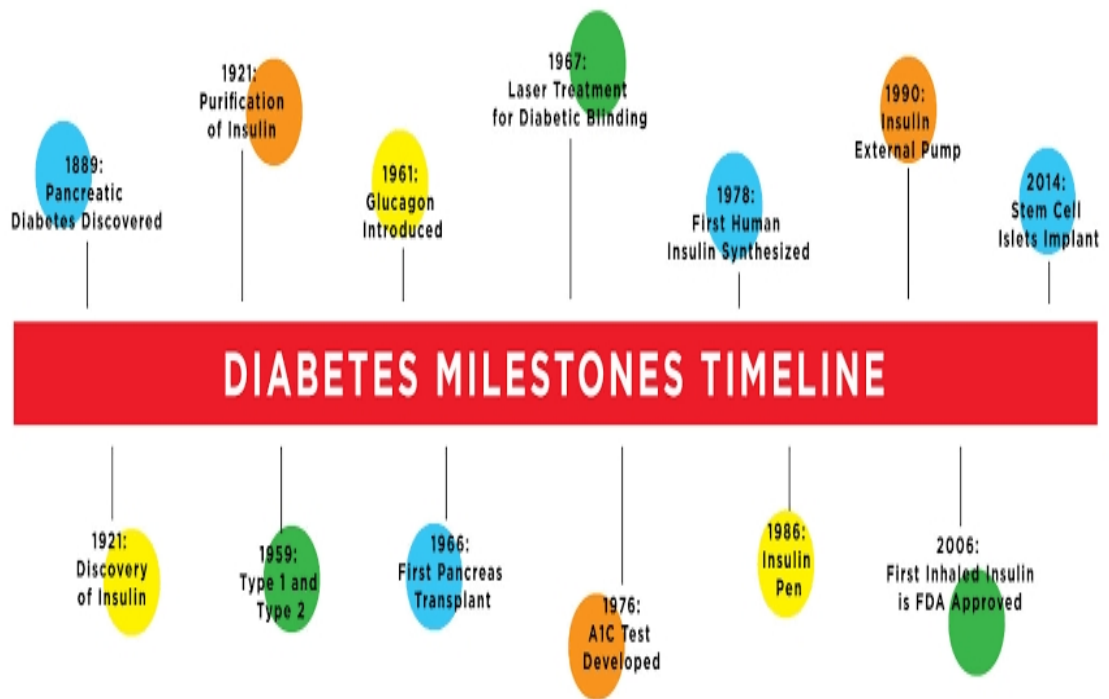 1889:
Pancreatic
Diabetes Discovered
1921:
Purification
of Insulin
1961:
Glucagon
Introduced
1967:
Laser Treatment
for Diabetic Blinding
1978:
First Human
Insulin Synthesized
1990:
Insulin
External Pump
2014:
Stem Cell
Islets Implant
DIABETES MILESTONES TIMELINE
1921:
Discovery
of Insulin
1959:
Type 1 and
Type 2
1966:
First Pancreas
Transplant
1976:
A1C Test
Developed
1986:
Insulin
Pen
2006:
First Inhaled Insulin
is FDA Approved